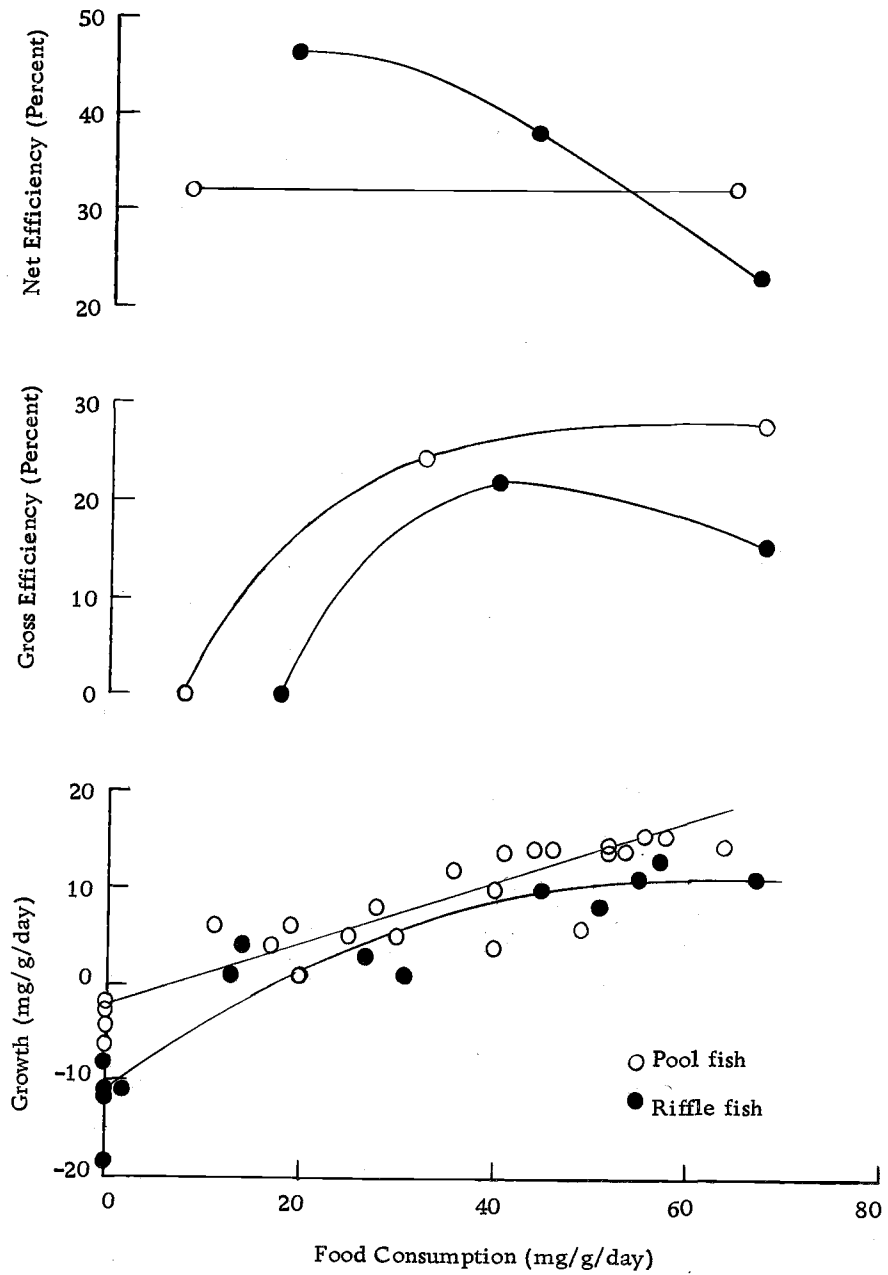 50
40
30
20
Net Efficiency (Percent)
30
20
10
0
Gross Efficiency (Percent)
20
10
0
-10
-20
Growth (mg/g/day)
Pool fish
Riffle fish
0 20 40 60 80
Food Consumption (mg/g/day)